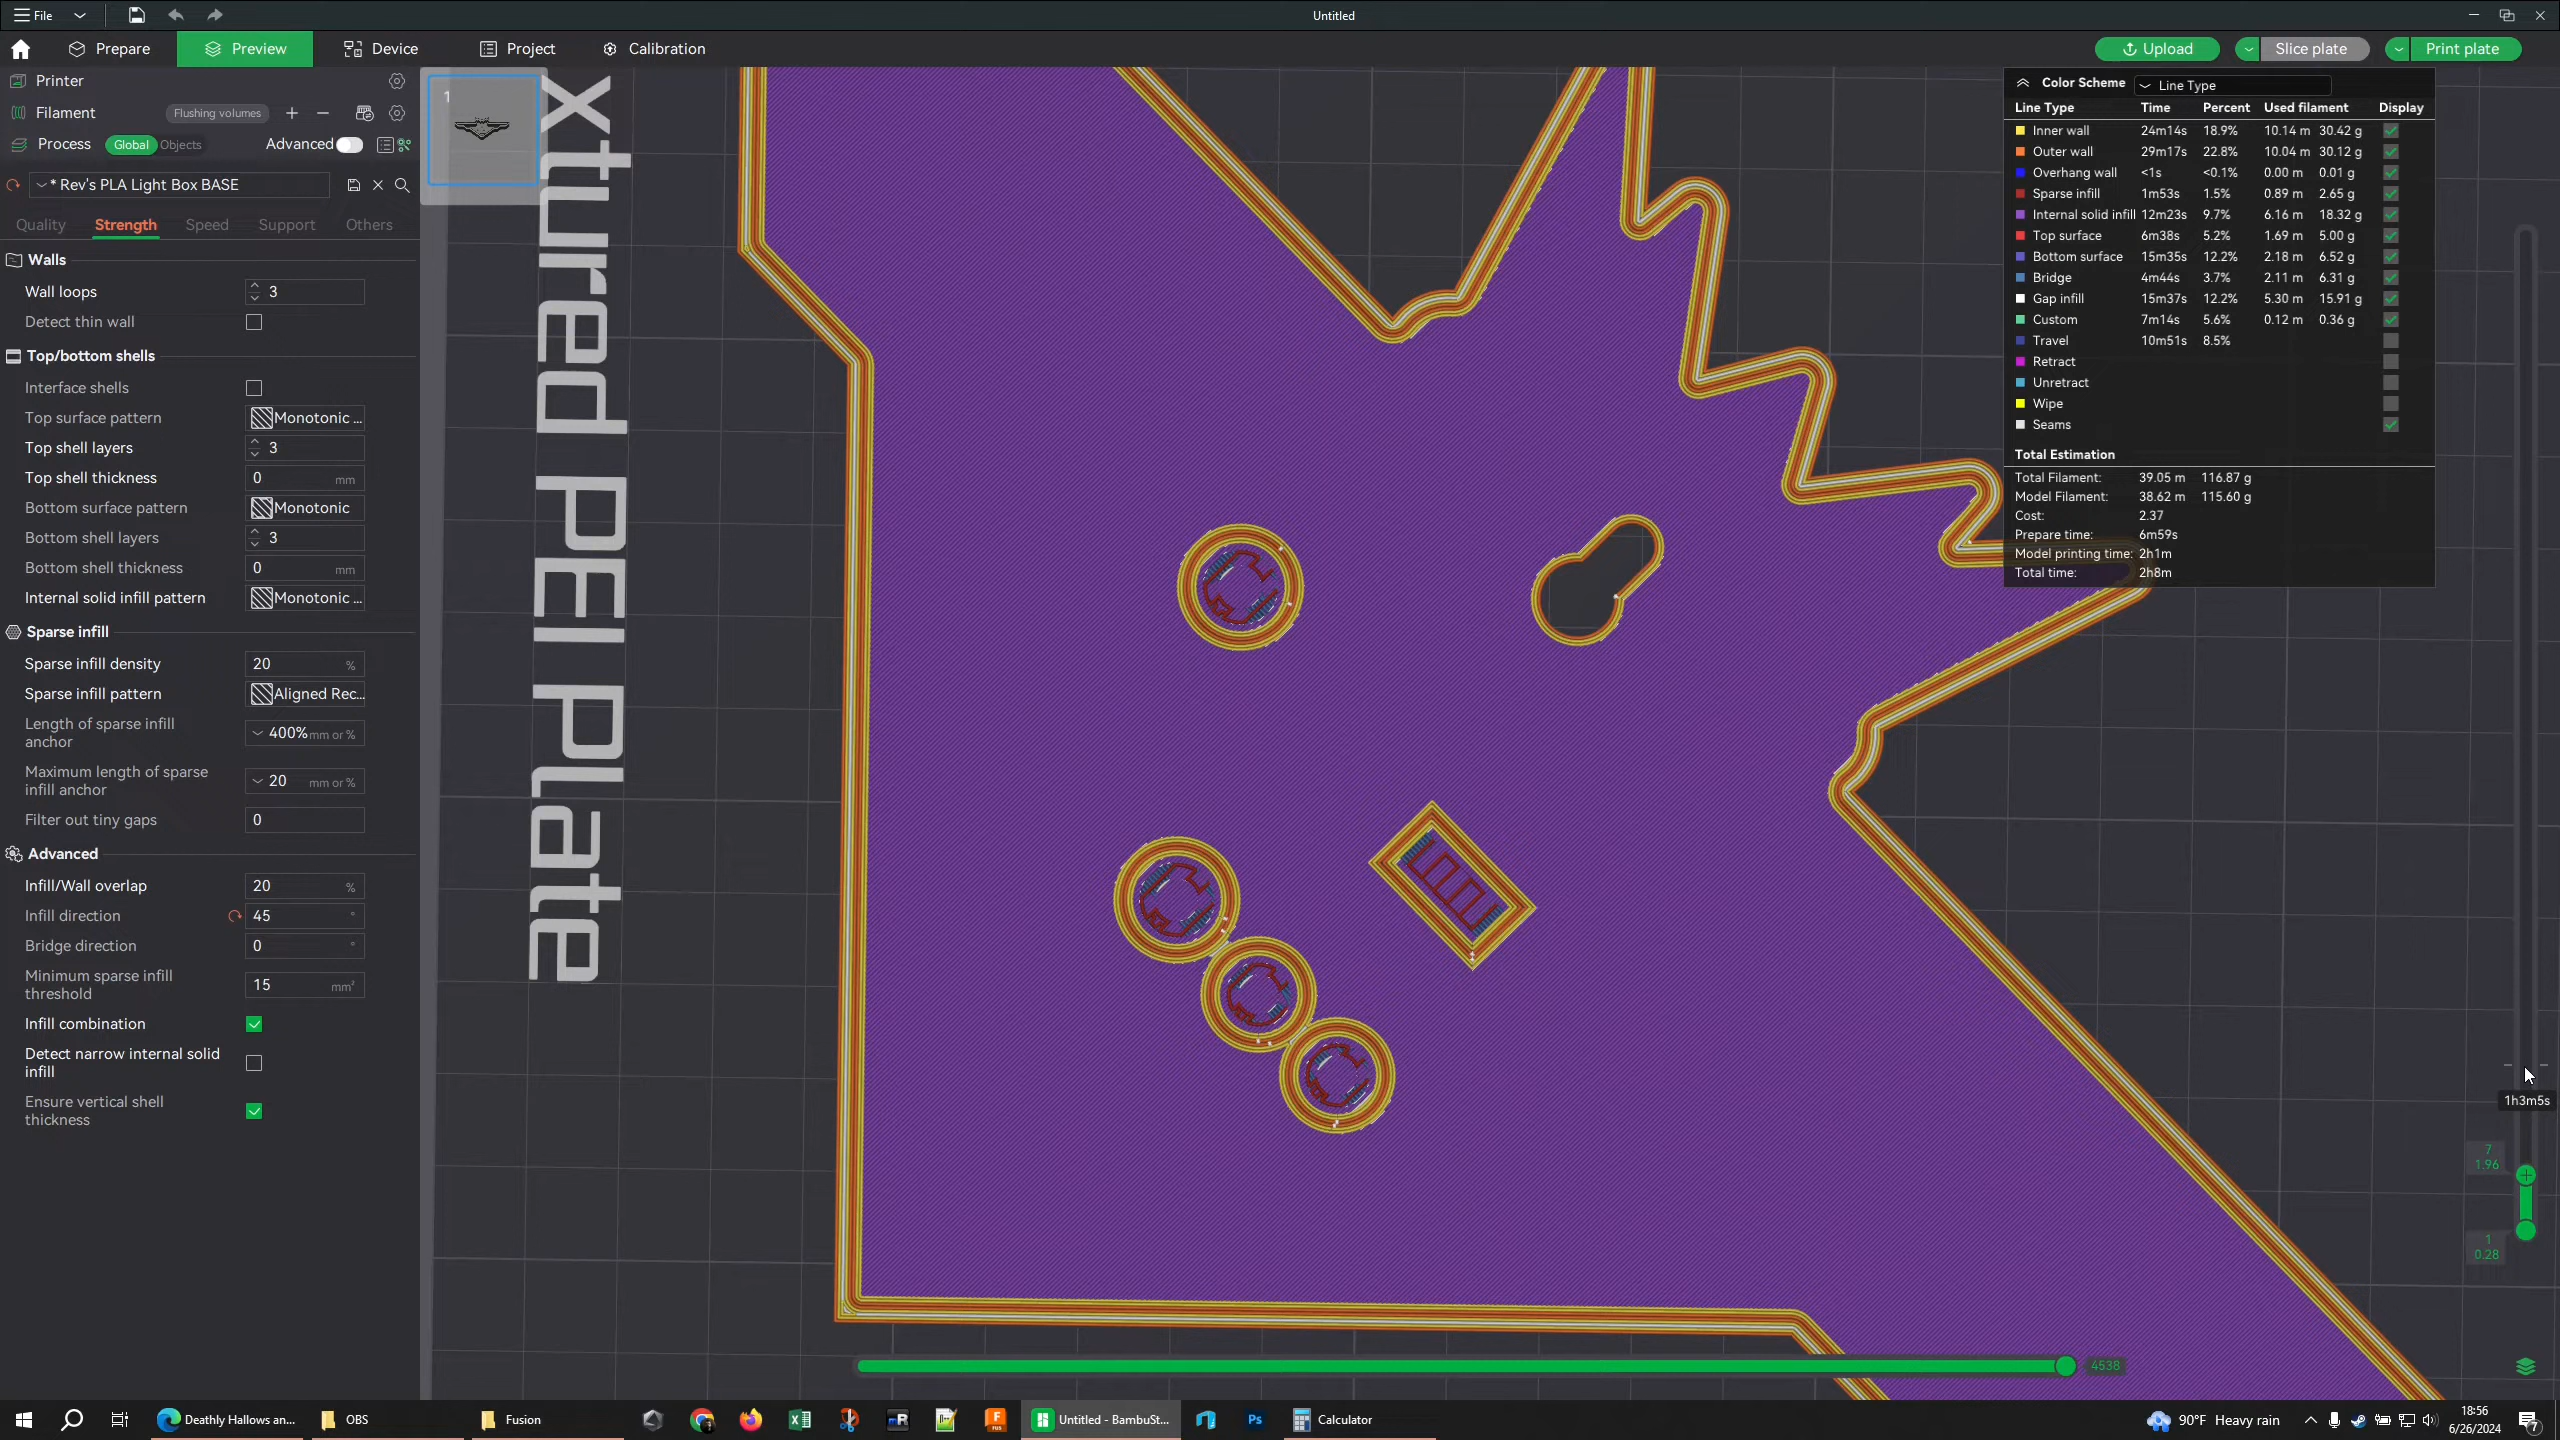 File
Untitled
Prepare
Preview
Device
Project
Calibration
Upload
Slice plate
Print plate
Printer
Filament
Flushing volumes
Process
Global
Objects
Advanced
* Rev's PLA Light Box BASE
Quality
Strength
Speed
Support
Others
Walls
Wall loops 3
Detect thin wall
Top/bottom shells
Interface shells
Top surface pattern Monotonic ...
Top shell layers 3
Top shell thickness 0 mm
Bottom surface pattern Monotonic
Bottom shell layers 3
Bottom shell thickness 0 mm
Internal solid infill pattern Monotonic ...
Sparse infill
Sparse infill density 20 %
Sparse infill pattern Aligned Rec...
Length of sparse infill
anchor 400% mm or %
Maximum length of sparse
infill anchor 20 mm or %
Filter out tiny gaps 0
Advanced
Infill/Wall overlap 20 %
Infill direction 45 °
Bridge direction 0 °
Minimum sparse infill
threshold 15 mm²
Infill combination
Detect narrow internal solid
infill
Ensure vertical shell
thickness
1
xtured PEI Plate
Color Scheme Line Type
Line Type Time Percent Used filament Display
Inner wall 24m14s 18.9% 10.14 m 30.42 g
Outer wall 29m17s 22.8% 10.04 m 30.12 g
Overhang wall <1s <0.1% 0.00 m 0.01 g
Sparse infill 1m53s 1.5% 0.89 m 2.65 g
Internal solid infill 12m23s 9.7% 6.16 m 18.32 g
Top surface 6m38s 5.2% 1.69 m 5.00 g
Bottom surface 15m35s 12.2% 2.18 m 6.52 g
Bridge 4m44s 3.7% 2.11 m 6.31 g
Gap infill 15m37s 12.2% 5.30 m 15.91 g
Custom 7m14s 5.6% 0.12 m 0.36 g
Travel 10m51s 8.5%
Retract
Unretract
Wipe
Seams
Total Estimation
Total Filament: 39.05 m 116.87 g
Model Filament: 38.62 m 115.60 g
Cost: 2.37
Prepare time: 6m59s
Model printing time: 2h1m
Total time: 2h8m
1h3m5s
7
1.96
1
0.28
4538
Deathly Hallows an...
OBS
Fusion
Untitled - BambuSt...
Ps
Calculator
90°F Heavy rain
18:56
6/26/2024
7